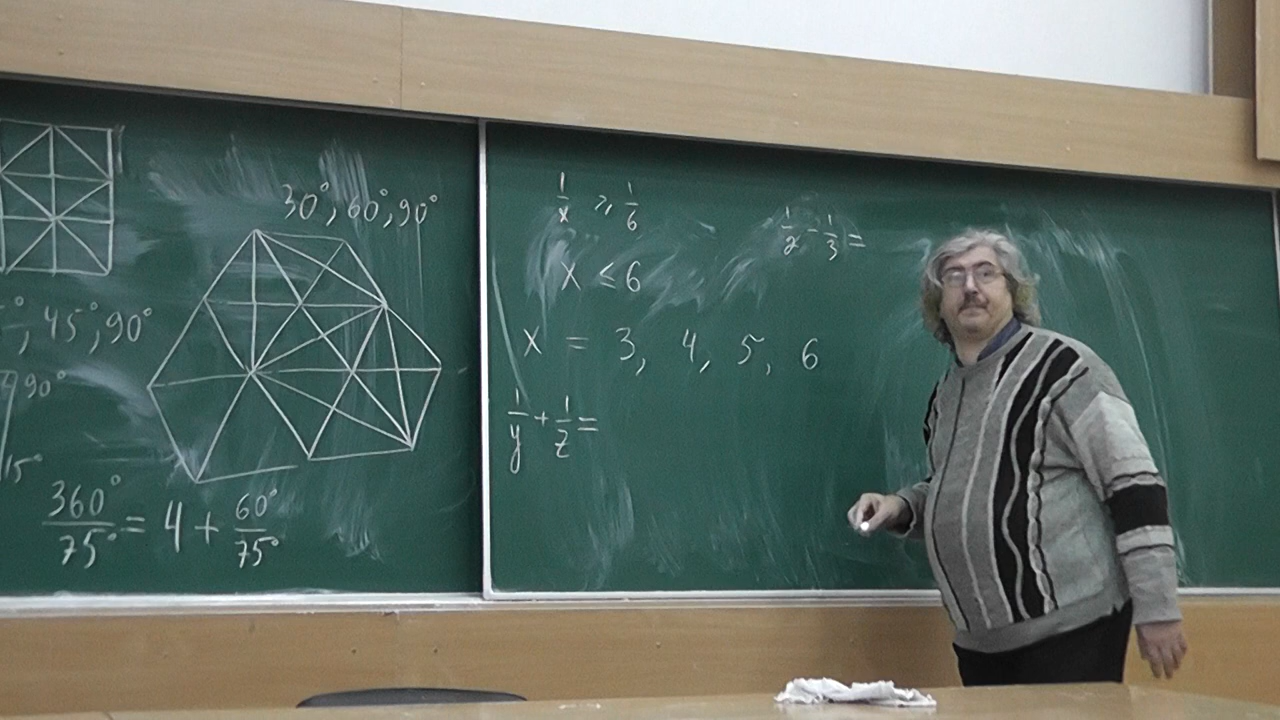 30°, 60°, 90°
45°, 90°
90°
15°
360°/75° = 4 + 60°/75°
1/x ≥ 1/6
1/2 - 1/3 =
x ≤ 6
x = 3, 4, 5, 6
1/y + 1/z =